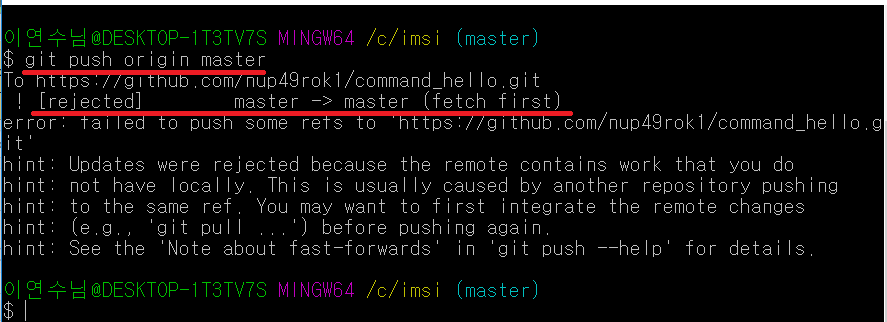 이연수님@DESKTOP-1T3TV7S MINGW64 /c/imsi (master)
$ git push origin master
To https://github.com/nup49rok1/command_hello.git
 ! [rejected]        master -> master (fetch first)
error: failed to push some refs to 'https://github.com/nup49rok1/command_hello.g
it'
hint: Updates were rejected because the remote contains work that you do
hint: not have locally. This is usually caused by another repository pushing
hint: to the same ref. You may want to first integrate the remote changes
hint: (e.g., 'git pull ...') before pushing again.
hint: See the 'Note about fast-forwards' in 'git push --help' for details.
이연수님@DESKTOP-1T3TV7S MINGW64 /c/imsi (master)
$